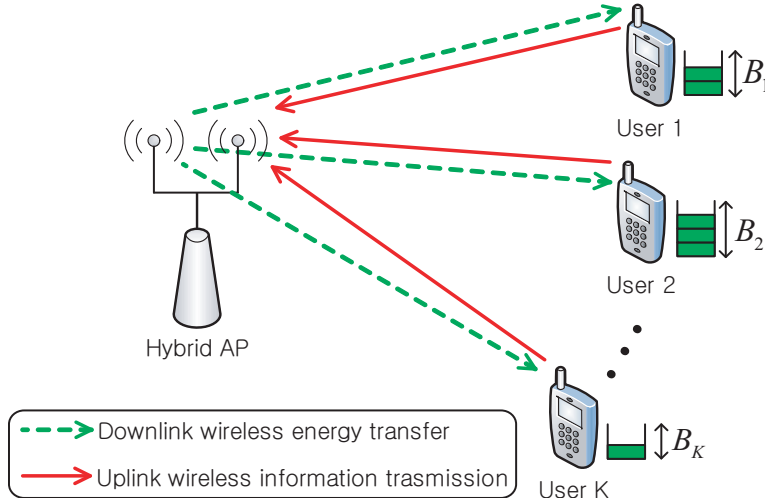 B1
User 1
B2
User 2
Hybrid AP
BK
User K
Downlink wireless energy transfer
Uplink wireless information trasmission